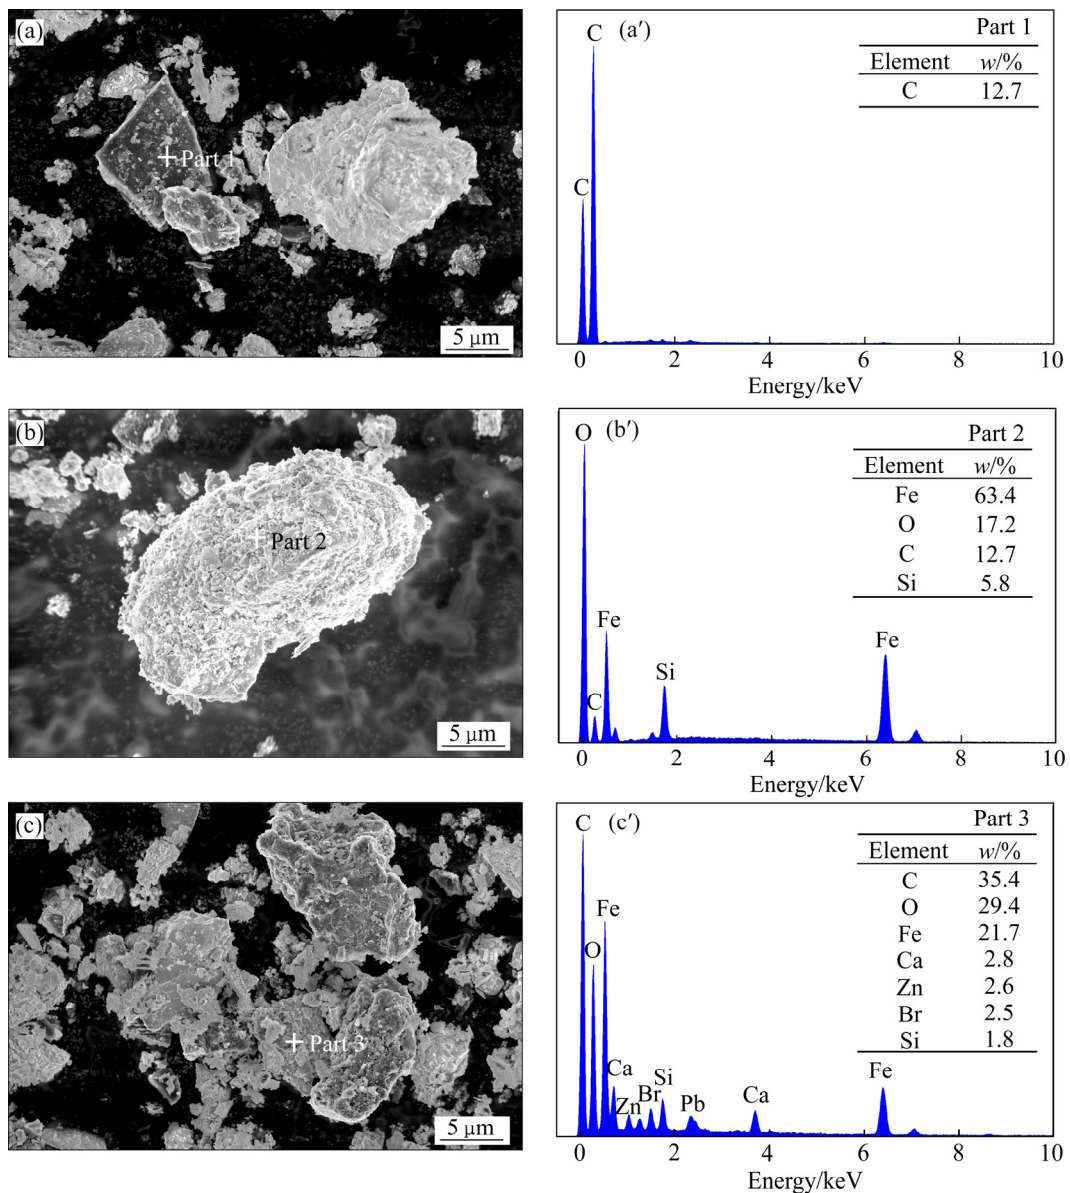 (a)
Part 1
5 μm
(a′)
C
C
Part 1
Element w/%
C 12.7
0 2 4 6 8 10
Energy/keV
(b)
Part 2
5 μm
(b′)
O
Fe
C
Si
Fe
Part 2
Element w/%
Fe 63.4
O 17.2
C 12.7
Si 5.8
0 2 4 6 8 10
Energy/keV
(c)
Part 3
5 μm
(c′)
C
Fe
O
Ca
Zn
Br
Si
Pb
Ca
Fe
Part 3
Element w/%
C 35.4
O 29.4
Fe 21.7
Ca 2.8
Zn 2.6
Br 2.5
Si 1.8
0 2 4 6 8 10
Energy/keV